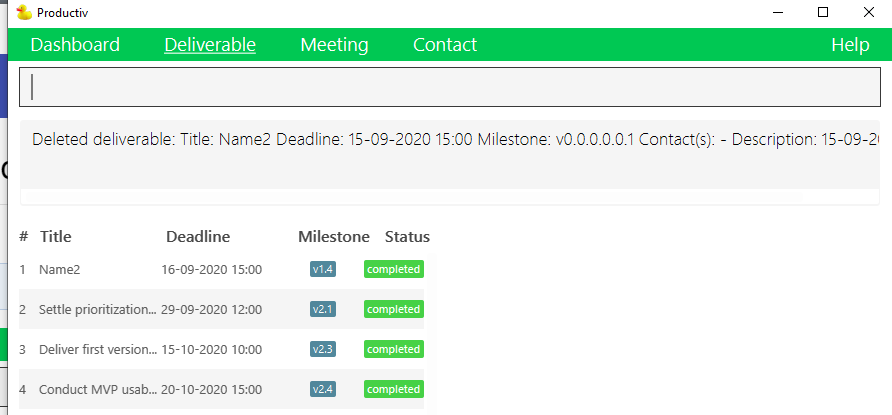 Productiv
Dashboard Deliverable Meeting Contact Help
Deleted deliverable: Title: Name2 Deadline: 15-09-2020 15:00 Milestone: v0.0.0.0.0.1 Contact(s): - Description: 15-09-20
# Title Deadline Milestone Status
1 Name2 16-09-2020 15:00 v1.4 completed
2 Settle prioritization... 29-09-2020 12:00 v2.1 completed
3 Deliver first version... 15-10-2020 10:00 v2.3 completed
4 Conduct MVP usab... 20-10-2020 15:00 v2.4 completed